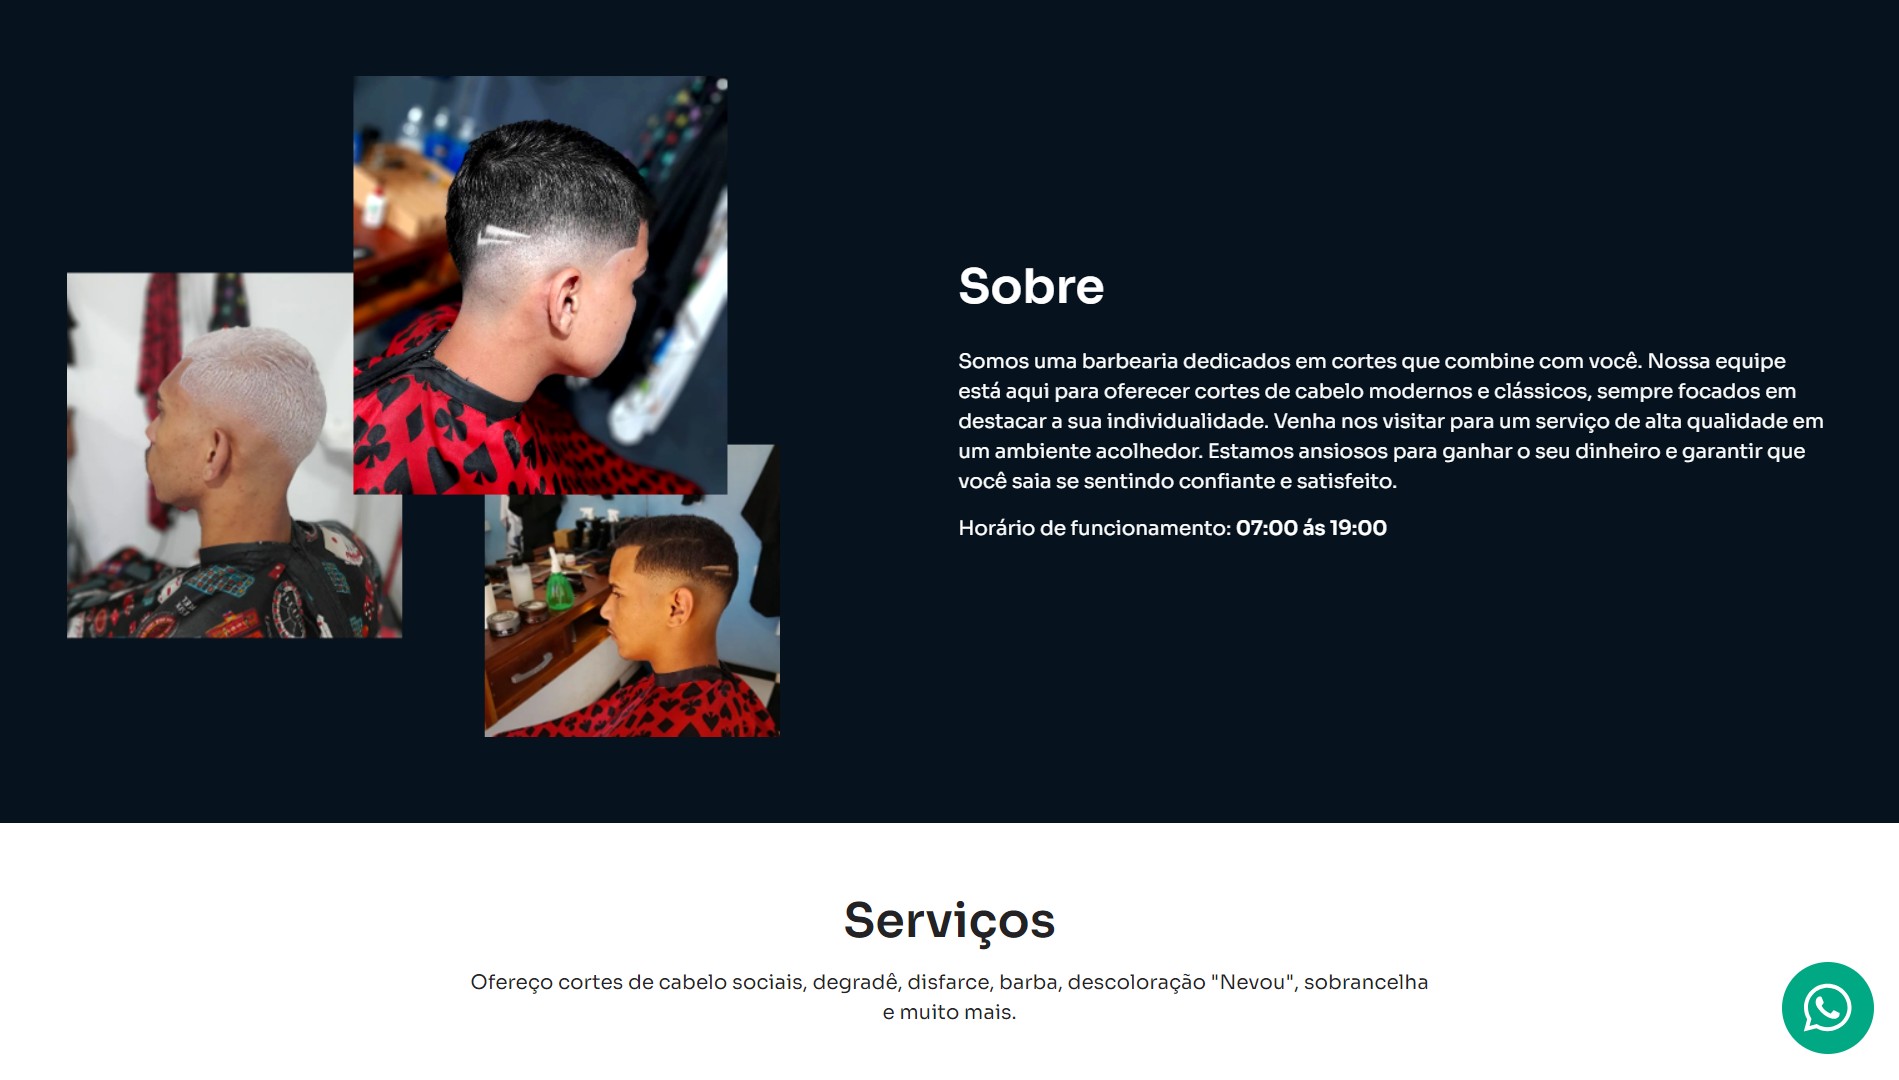 Sobre
Somos uma barbearia dedicados em cortes que combine com você. Nossa equipe
está aqui para oferecer cortes de cabelo modernos e clássicos, sempre focados em
destacar a sua individualidade. Venha nos visitar para um serviço de alta qualidade em
um ambiente acolhedor. Estamos ansiosos para ganhar o seu dinheiro e garantir que
você saia se sentindo confiante e satisfeito.
Horário de funcionamento: 07:00 ás 19:00
Serviços
Ofereço cortes de cabelo sociais, degradê, disfarce, barba, descoloração "Nevou", sobrancelha
e muito mais.